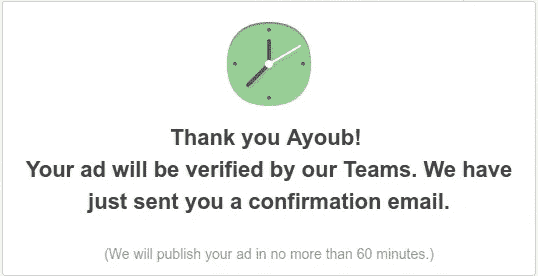 Thank you Ayoub!
Your ad will be verified by our Teams. We have
just sent you a confirmation email.
(We will publish your ad in no more than 60 minutes.)